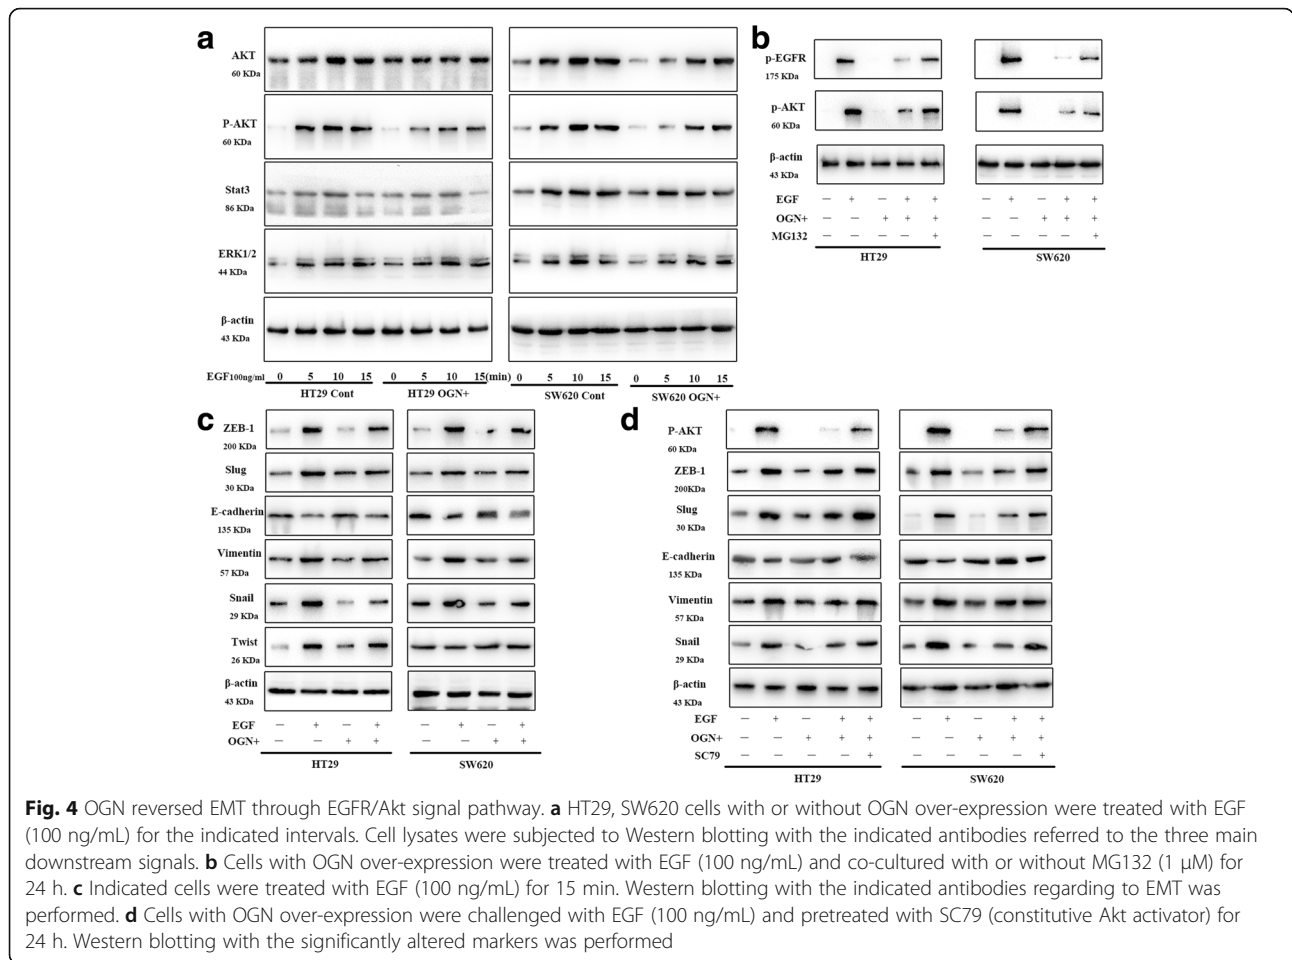 a
AKT
60 KDa
P-AKT
60 KDa
Stat3
86 KDa
ERK1/2
44 KDa
β-actin
43 KDa
EGF100ng/ml 0 5 10 15 0 5 10 15(min) 0 5 10 15 0 5 10 15
HT29 Cont HT29 OGN+ SW620 Cont SW620 OGN+
b
p-EGFR
175 KDa
p-AKT
60 KDa
β-actin
43 KDa
EGF — + — + + — + — + +
OGN+ — — + + + — — + + +
MG132 — — — — + — — — — +
HT29 SW620
c
ZEB-1
200 KDa
Slug
30 KDa
E-cadherin
135 KDa
Vimentin
57 KDa
Snail
29 KDa
Twist
26 KDa
β-actin
43 KDa
EGF — + — + — + — +
OGN+ — — + + — — + +
HT29 SW620
d
P-AKT
60 KDa
ZEB-1
200KDa
Slug
30 KDa
E-cadherin
135 KDa
Vimentin
57 KDa
Snail
29 KDa
β-actin
43 KDa
EGF — + — + + — + — + +
OGN+ — — + + + — — + + +
SC79 — — — — + — — — — +
HT29 SW620
Fig. 4 OGN reversed EMT through EGFR/Akt signal pathway. a HT29, SW620 cells with or without OGN over-expression were treated with EGF
(100 ng/mL) for the indicated intervals. Cell lysates were subjected to Western blotting with the indicated antibodies referred to the three main
downstream signals. b Cells with OGN over-expression were treated with EGF (100 ng/mL) and co-cultured with or without MG132 (1 μM) for
24 h. c Indicated cells were treated with EGF (100 ng/mL) for 15 min. Western blotting with the indicated antibodies regarding to EMT was
performed. d Cells with OGN over-expression were challenged with EGF (100 ng/mL) and pretreated with SC79 (constitutive Akt activator) for
24 h. Western blotting with the significantly altered markers was performed